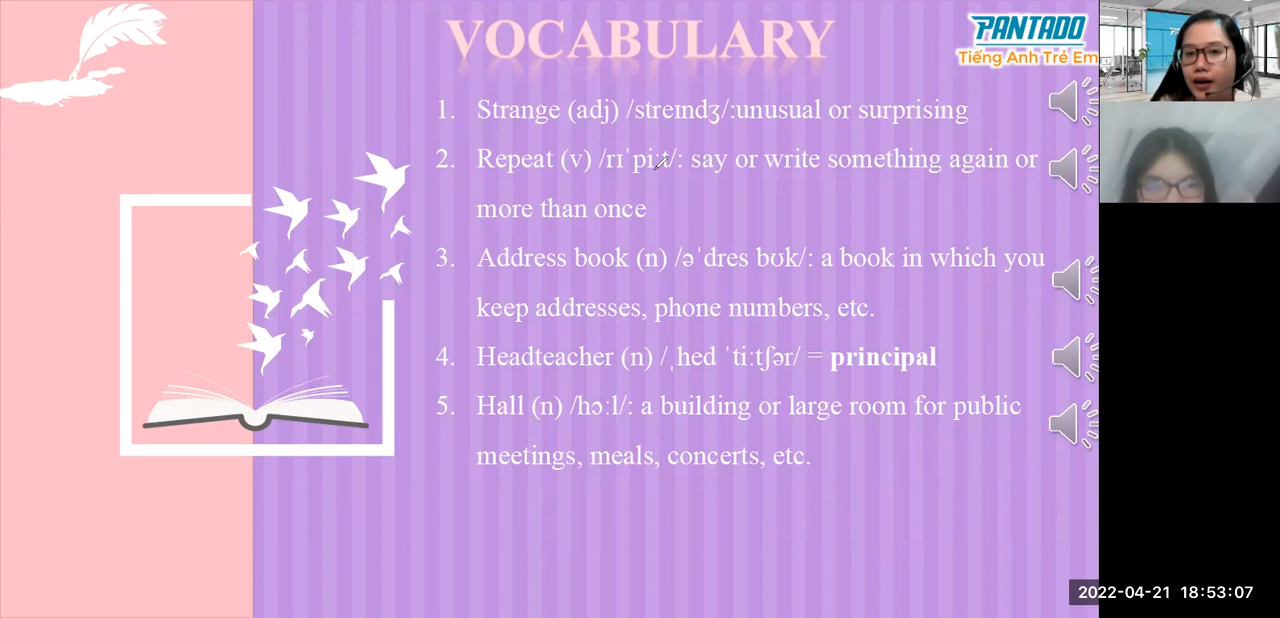 VOCABULARY
PANTADO
Tiếng Anh Trẻ Em
1. Strange (adj) /streɪndʒ/:unusual or surprising
2. Repeat (v) /rɪˈpiːt/: say or write something again or
more than once
3. Address book (n) /əˈdres bʊk/: a book in which you
keep addresses, phone numbers, etc.
4. Headteacher (n) /ˌhed ˈtiːtʃər/ = principal
5. Hall (n) /hɔːl/: a building or large room for public
meetings, meals, concerts, etc.
2022-04-21 18:53:07